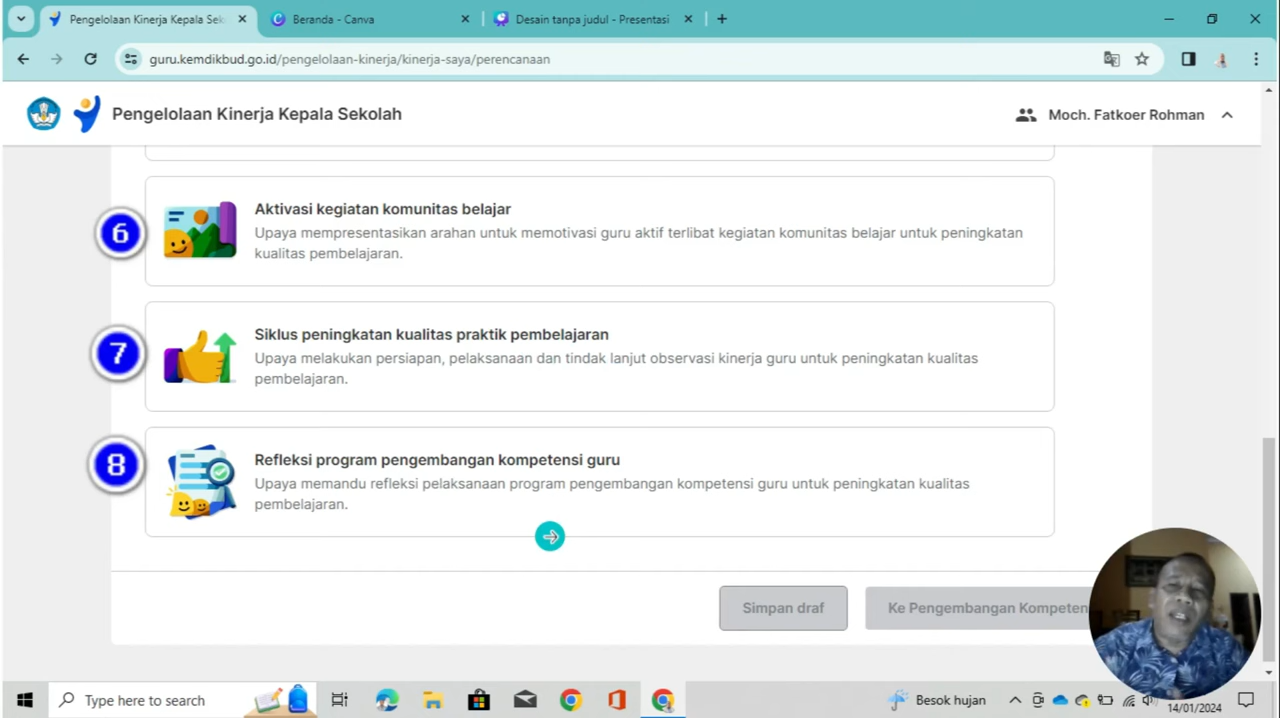 Pengelolaan Kinerja Kepala Sek
Beranda - Canva
Desain tanpa judul - Presentasi
guru.kemdikbud.go.id/pengelolaan-kinerja/kinerja-saya/perencanaan
Pengelolaan Kinerja Kepala Sekolah
Moch. Fatkoer Rohman
6
Aktivasi kegiatan komunitas belajar
Upaya mempresentasikan arahan untuk memotivasi guru aktif terlibat kegiatan komunitas belajar untuk peningkatan
kualitas pembelajaran.
7
Siklus peningkatan kualitas praktik pembelajaran
Upaya melakukan persiapan, pelaksanaan dan tindak lanjut observasi kinerja guru untuk peningkatan kualitas
pembelajaran.
8
Refleksi program pengembangan kompetensi guru
Upaya memandu refleksi pelaksanaan program pengembangan kompetensi guru untuk peningkatan kualitas
pembelajaran.
Simpan draf
Ke Pengembangan Kompeten
Type here to search
Besok hujan
14/01/2024